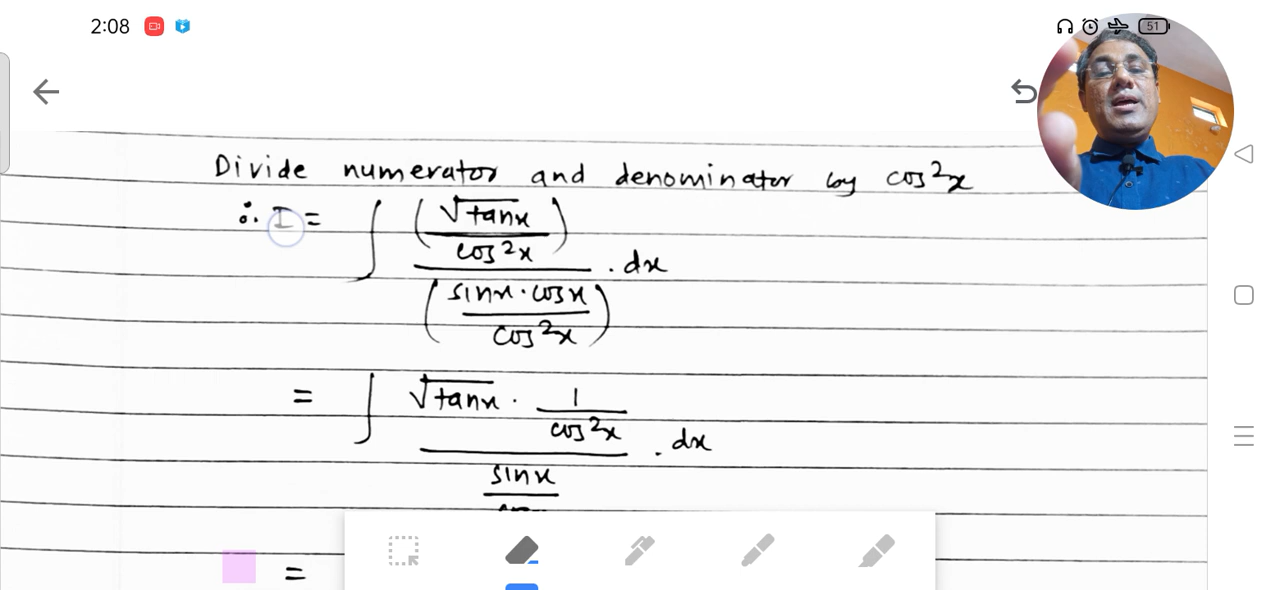 2:08
51
Divide numerator and denominator by cos²x
∴ I = ∫ (√tanx / cos²x) / (sinx·cosx / cos²x) . dx
= ∫ √tanx · 1/cos²x / sinx/ . dx
=